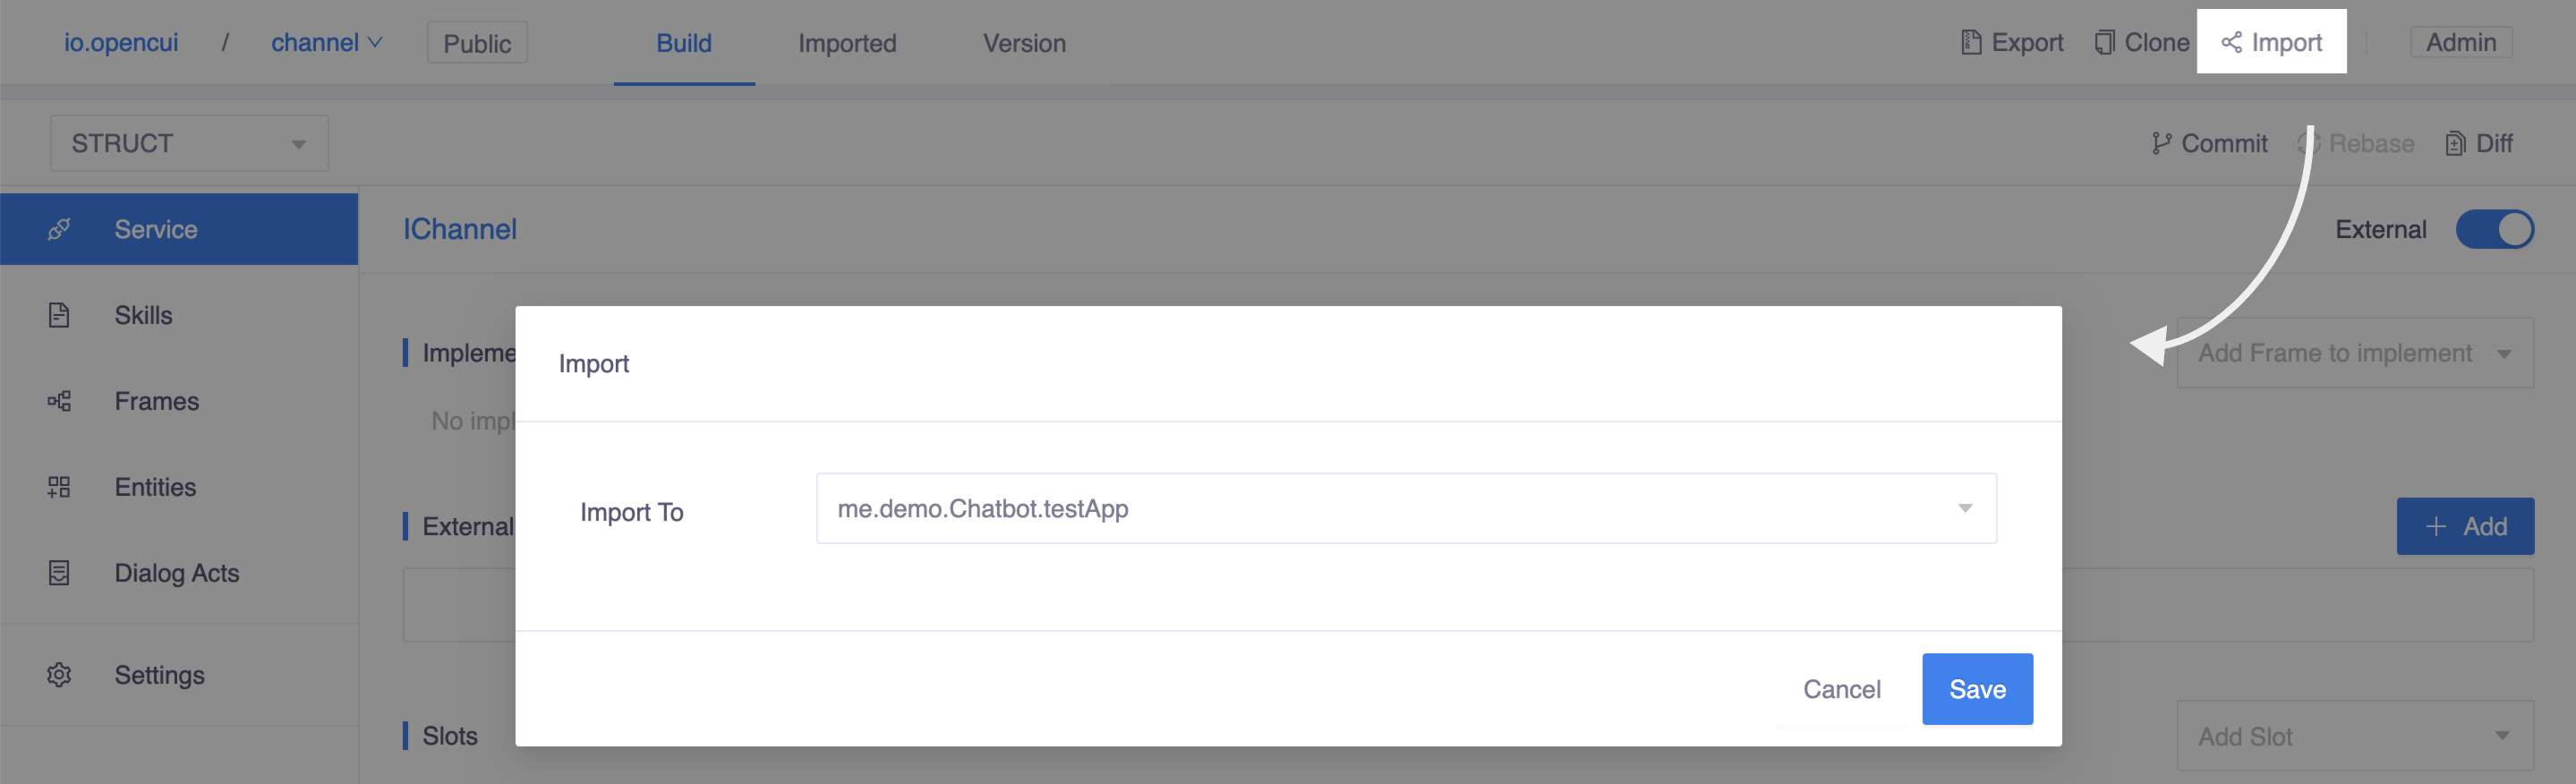 io.opencui / channel Public Build Imported Version Export Clone Import Admin
STRUCT Commit Rebase Diff
Service
IChannel External
Skills
Impleme Add Frame to implement
Import
Frames
No impl
Entities
Import To me.demo.Chatbot.testApp
External + Add
Dialog Acts
Settings
Cancel Save
Slots Add Slot